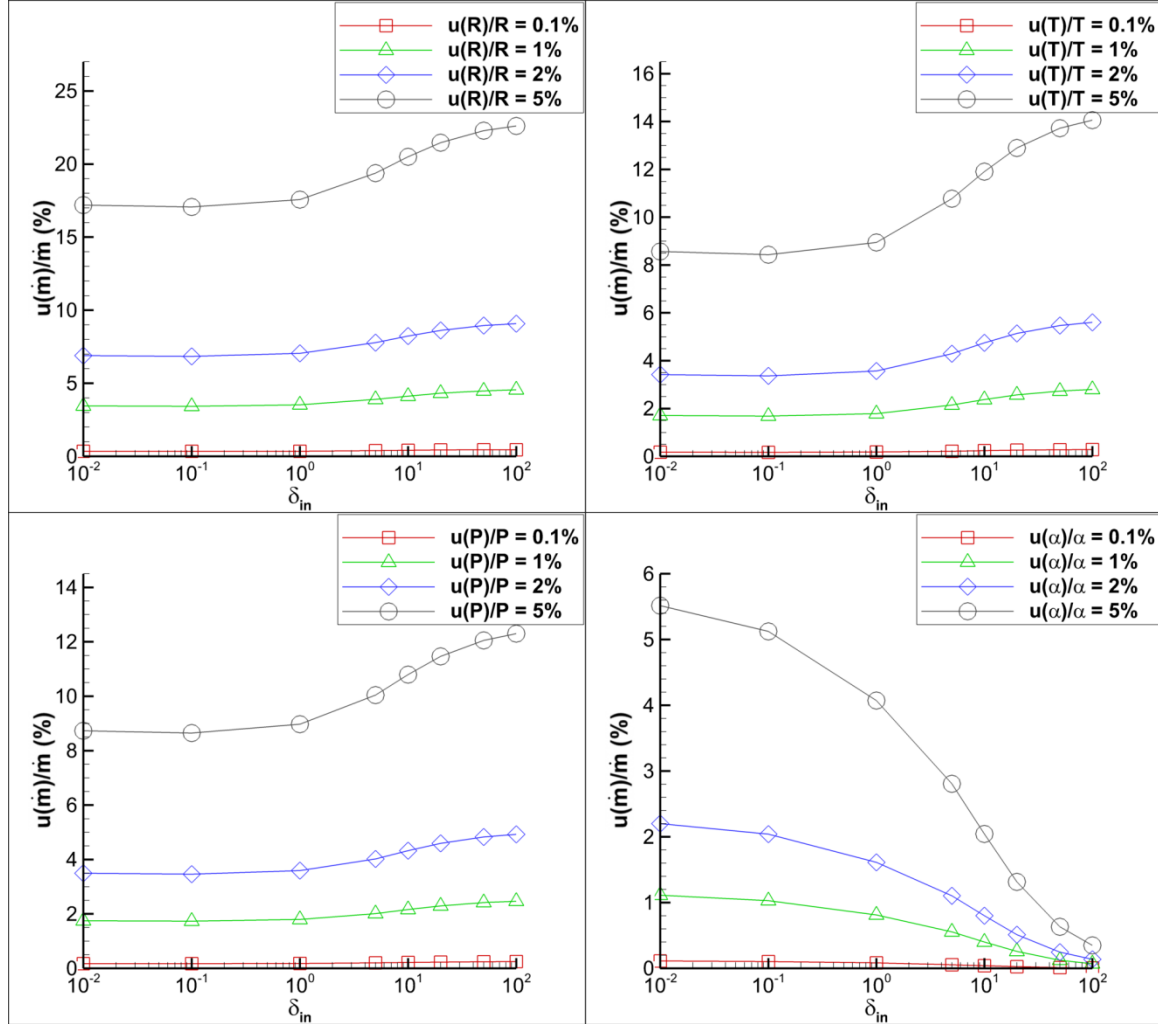 u(R)/R = 0.1%
u(R)/R = 1%
u(R)/R = 2%
u(R)/R = 5%
25
20
15
10
5
0
u(ṁ)/ṁ (%)
10⁻² 10⁻¹ 10⁰ 10¹ 10²
δin
u(T)/T = 0.1%
u(T)/T = 1%
u(T)/T = 2%
u(T)/T = 5%
16
14
12
10
8
6
4
2
0
u(ṁ)/ṁ (%)
10⁻² 10⁻¹ 10⁰ 10¹ 10²
δin
u(P)/P = 0.1%
u(P)/P = 1%
u(P)/P = 2%
u(P)/P = 5%
14
12
10
8
6
4
2
0
u(ṁ)/ṁ (%)
10⁻² 10⁻¹ 10⁰ 10¹ 10²
δin
u(α)/α = 0.1%
u(α)/α = 1%
u(α)/α = 2%
u(α)/α = 5%
6
5
4
3
2
1
0
u(ṁ)/ṁ (%)
10⁻² 10⁻¹ 10⁰ 10¹ 10²
δin